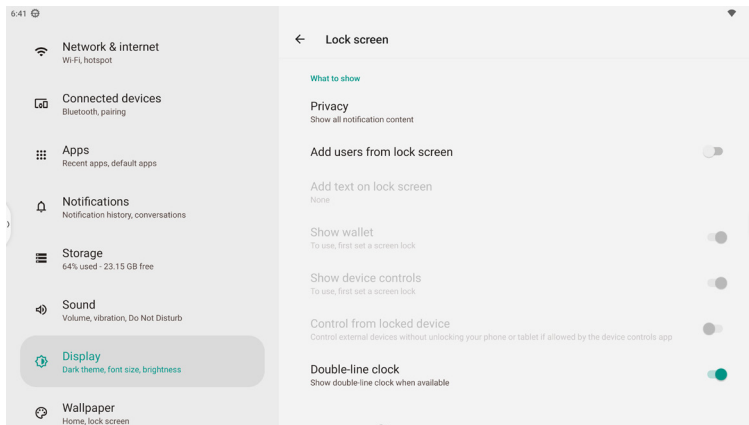 6:41
Network & internet
Wi-Fi, hotspot
Connected devices
Bluetooth, pairing
Apps
Recent apps, default apps
Notifications
Notification history, conversations
Storage
64% used - 23.15 GB free
Sound
Volume, vibration, Do Not Disturb
Display
Dark theme, font size, brightness
Wallpaper
Home, lock screen
Lock screen
What to show
Privacy
Show all notification content
Add users from lock screen
Add text on lock screen
None
Show wallet
To use, first set a screen lock
Show device controls
To use, first set a screen lock
Control from locked device
Control external devices without unlocking your phone or tablet if allowed by the device controls app
Double-line clock
Show double-line clock when available